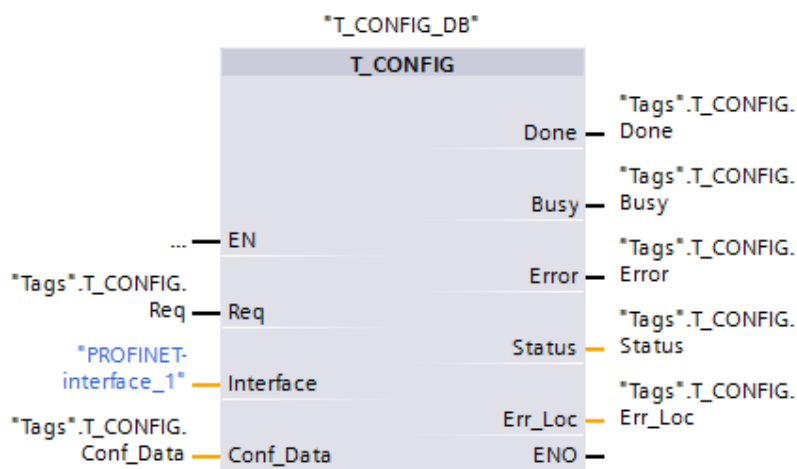 "T_CONFIG_DB"
T_CONFIG
"Tags".T_CONFIG.
Done
Done
"Tags".T_CONFIG.
Busy
Busy
...
EN
"Tags".T_CONFIG.
Error
Error
"Tags".T_CONFIG.
Req
Req
"Tags".T_CONFIG.
Status
Status
"PROFINET-
interface_1"
Interface
"Tags".T_CONFIG.
Err_Loc
Err_Loc
"Tags".T_CONFIG.
Conf_Data
Conf_Data
ENO